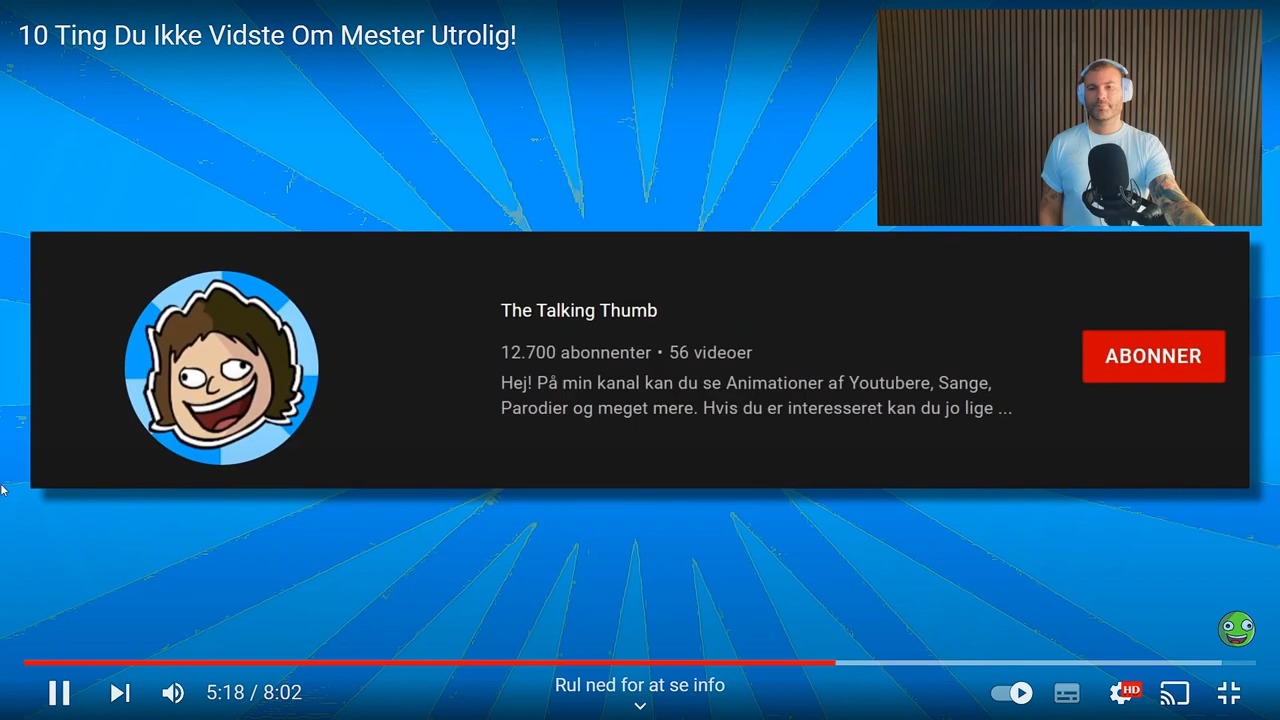 10 Ting Du Ikke Vidste Om Mester Utrolig!
The Talking Thumb
12.700 abonnenter • 56 videoer
Hej! På min kanal kan du se Animationer af Youtubere, Sange,
Parodier og meget mere. Hvis du er interesseret kan du jo lige ...
ABONNER
5:18 / 8:02
Rul ned for at se info
HD